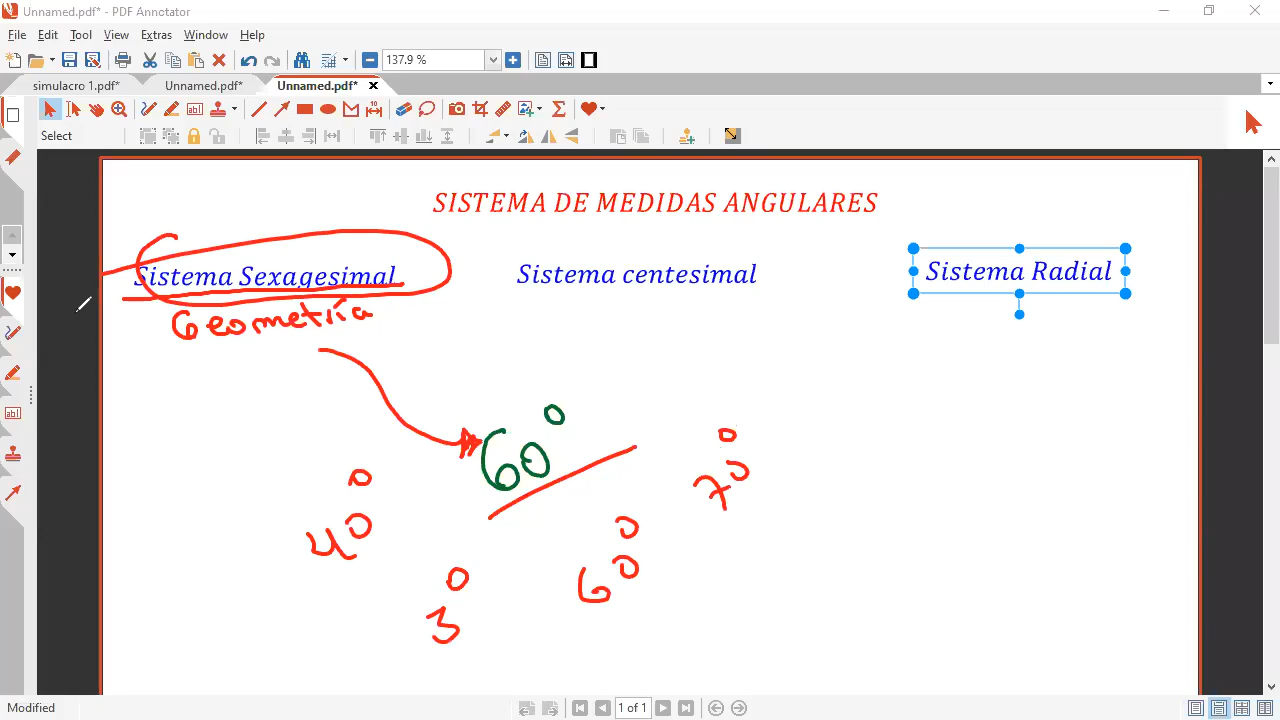 Unnamed.pdf* - PDF Annotator
File Edit Tool View Extras Window Help
137.9 %
simulacro 1.pdf* Unnamed.pdf* Unnamed.pdf*
Select
SISTEMA DE MEDIDAS ANGULARES
Sistema Sexagesimal Sistema centesimal Sistema Radial
Geometría
60°
70°
40°
60°
3°
Modified 1 of 1